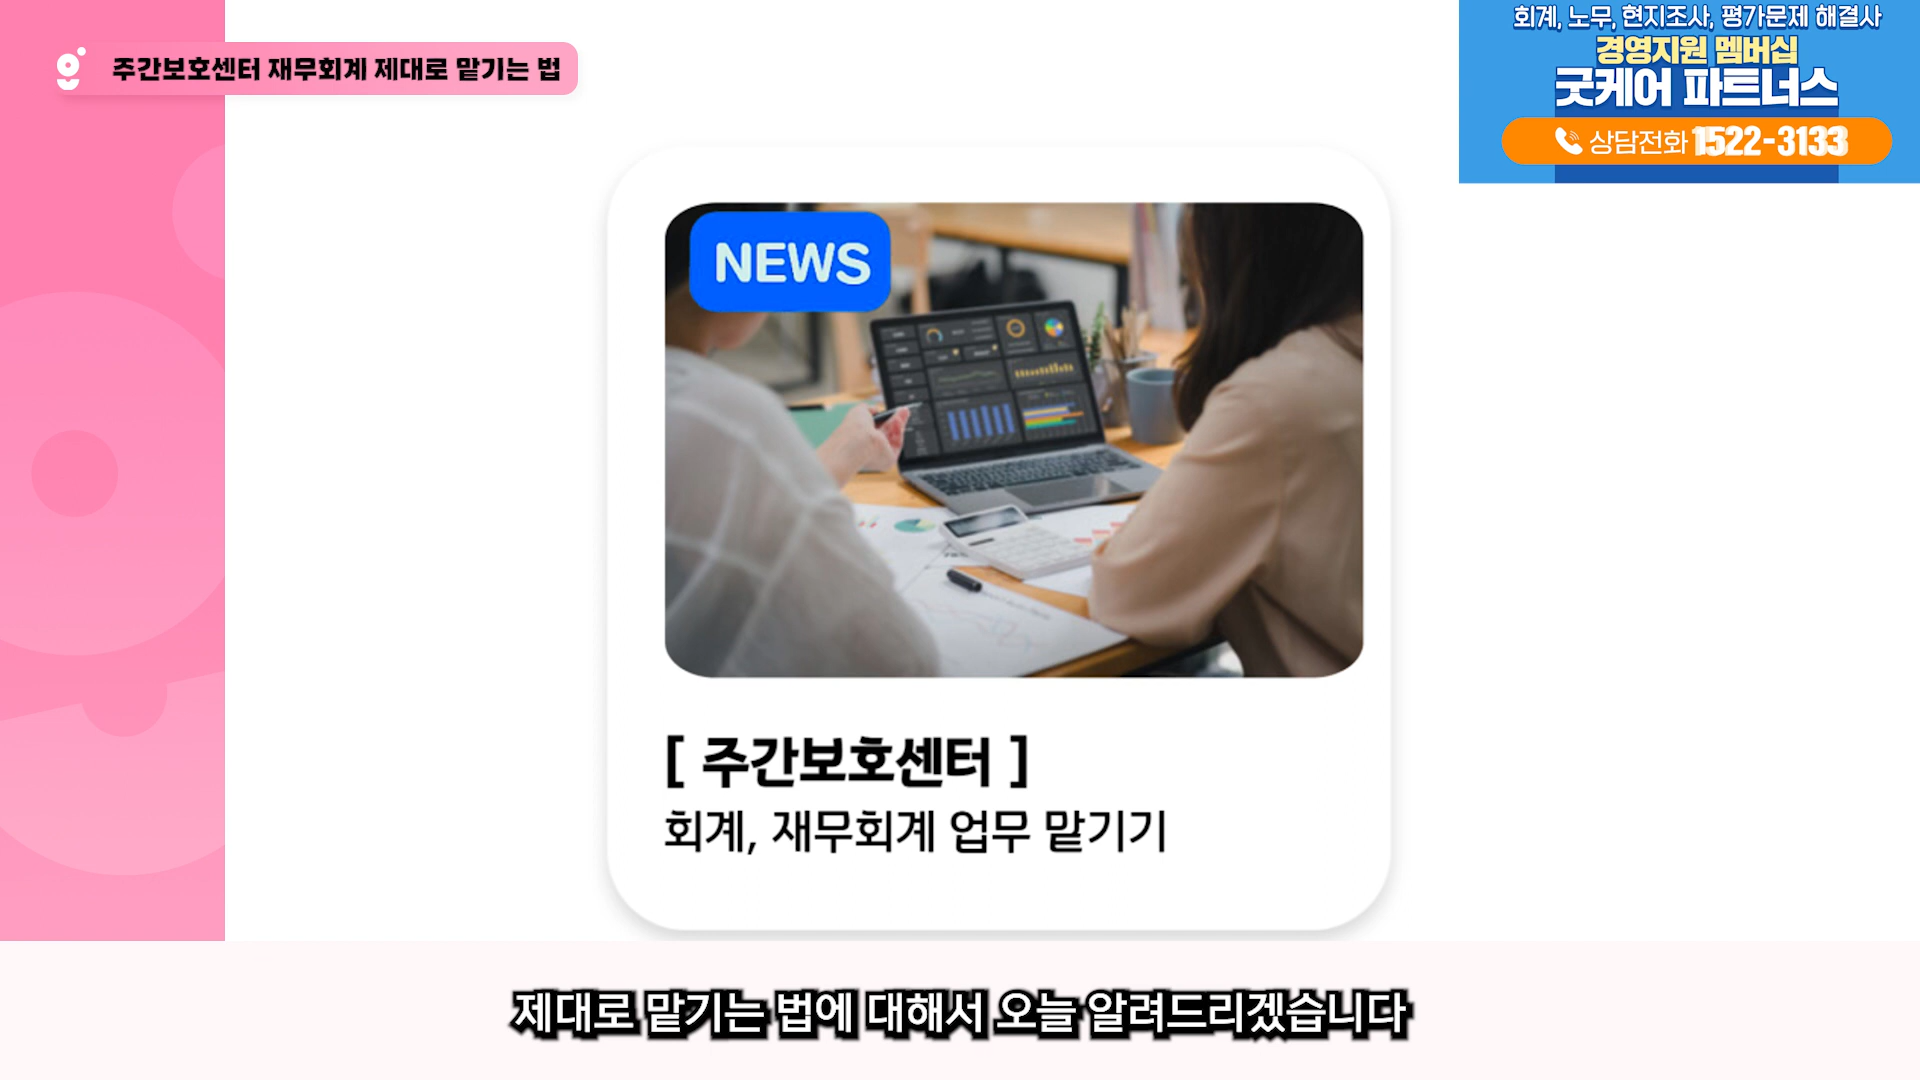 주간보호센터 재무회계 제대로 맡기는 법
회계, 노무, 현지조사, 평가문제 해결사
경영지원 멤버십
굿케어 파트너스
상담전화 1522-3133
NEWS
[ 주간보호센터 ]
회계, 재무회계 업무 맡기기
제대로 맡기는 법에 대해서 오늘 알려드리겠습니다